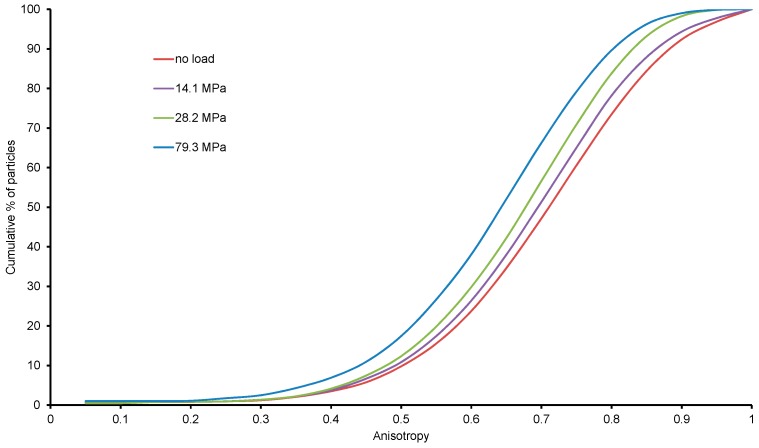 100
90
80
70
60
50
40
30
20
10
0
Cumulative % of particles
no load
14.1 MPa
28.2 MPa
79.3 MPa
0 0.1 0.2 0.3 0.4 0.5 0.6 0.7 0.8 0.9 1
Anisotropy